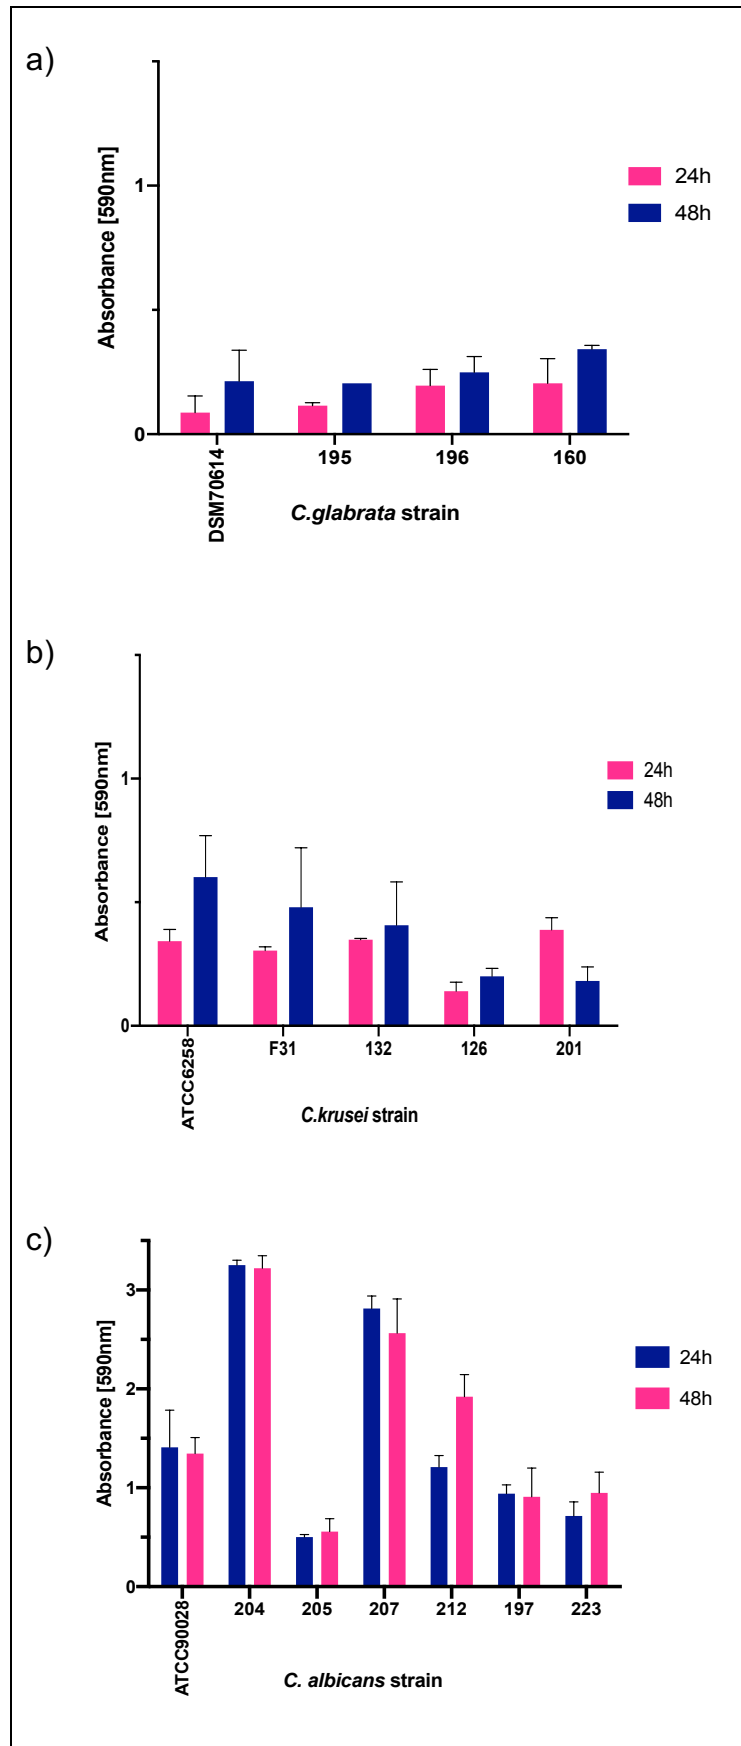 a)
Absorbance [590nm]
1
0
24h
48h
DSM70614
195
196
160
C.glabrata strain
b)
Absorbance [590nm]
1
0
24h
48h
ATCC6258
F31
132
126
201
C.krusei strain
c)
Absorbance [590nm]
3
2
1
0
24h
48h
ATCC90028
204
205
207
212
197
223
C. albicans strain